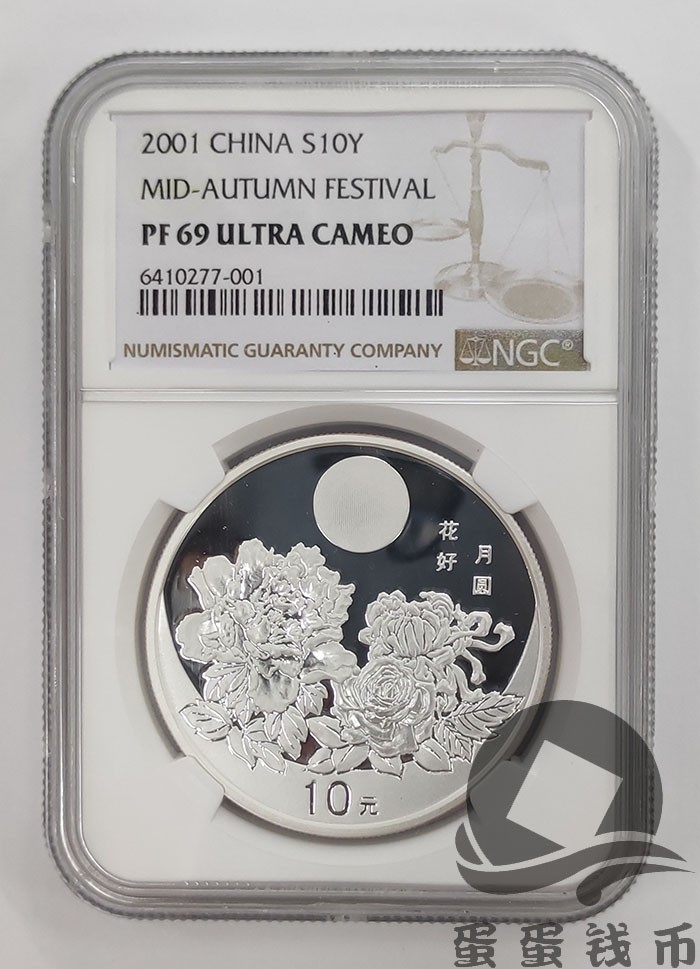 2001 CHINA S10Y
MID-AUTUMN FESTIVAL
PF 69 ULTRA CAMEO
6410277-001
NUMISMATIC GUARANTY COMPANY
NGC®
花好
月圆
10元
蛋蛋钱币